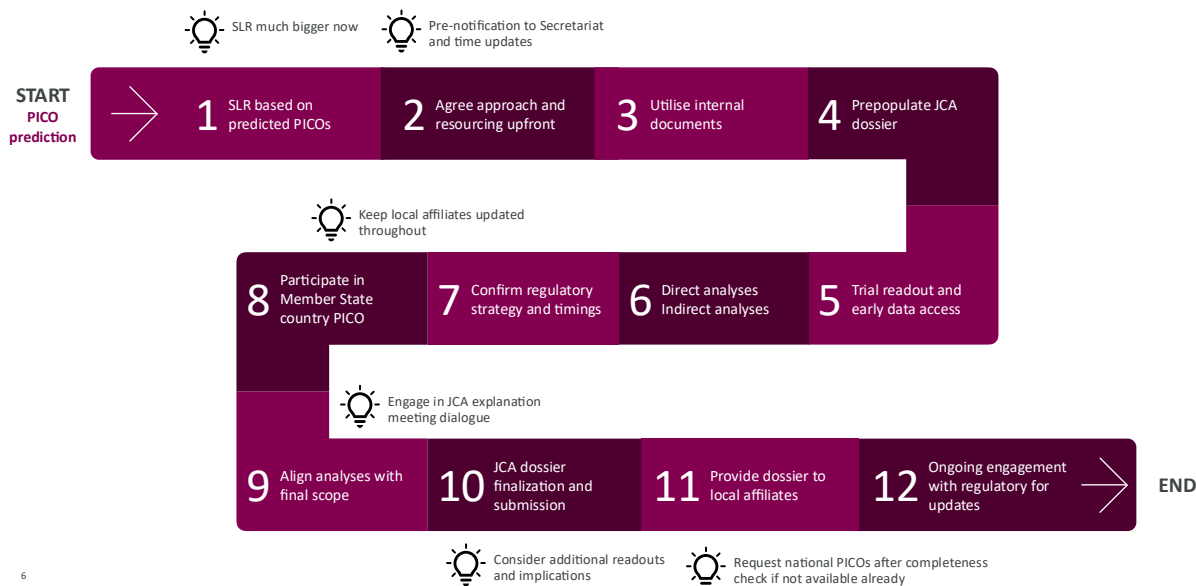 SLR much bigger now
Pre-notification to Secretariat
and time updates
START
PICO
prediction
1
SLR based on
predicted PICOs
2
Agree approach and
resourcing upfront
3
Utilise internal
documents
4
Prepopulate JCA
dossier
Keep local affiliates updated
throughout
8
Participate in
Member State
country PICO
7
Confirm regulatory
strategy and timings
6
Direct analyses
Indirect analyses
5
Trial readout and
early data access
Engage in JCA explanation
meeting dialogue
9
Align analyses with
final scope
10
JCA dossier
finalization and
submission
11
Provide dossier to
local affiliates
12
Ongoing engagement
with regulatory for
updates
END
Consider additional readouts
and implications
Request national PICOs after completeness
check if not available already
6